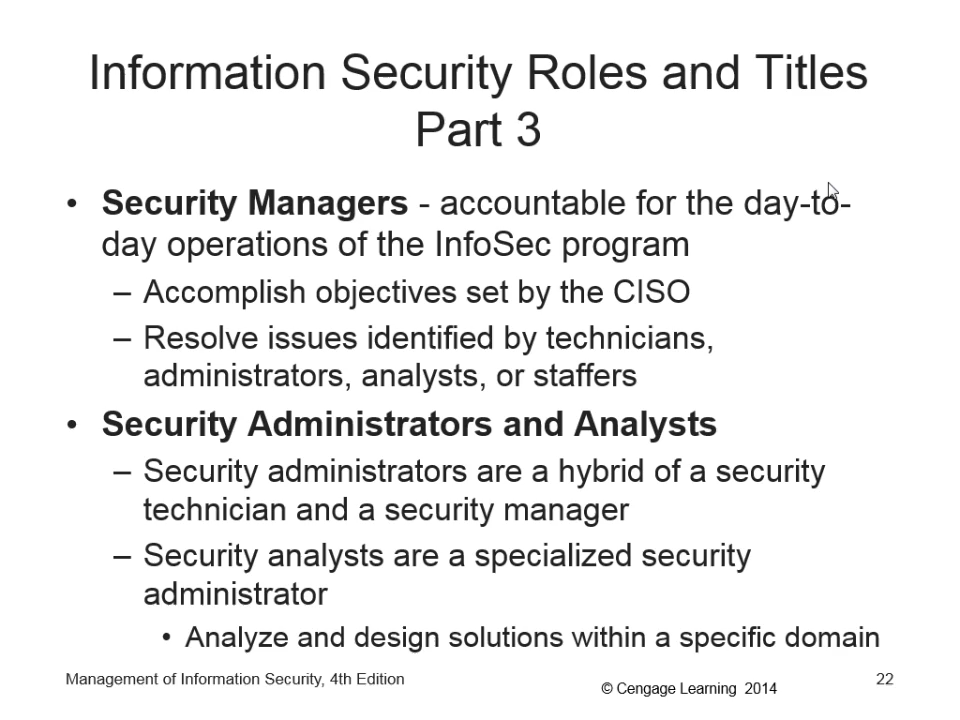 Information Security Roles and Titles
Part 3
• Security Managers - accountable for the day-to-
day operations of the InfoSec program
– Accomplish objectives set by the CISO
– Resolve issues identified by technicians,
administrators, analysts, or staffers
• Security Administrators and Analysts
– Security administrators are a hybrid of a security
technician and a security manager
– Security analysts are a specialized security
administrator
• Analyze and design solutions within a specific domain
Management of Information Security, 4th Edition
© Cengage Learning 2014
22